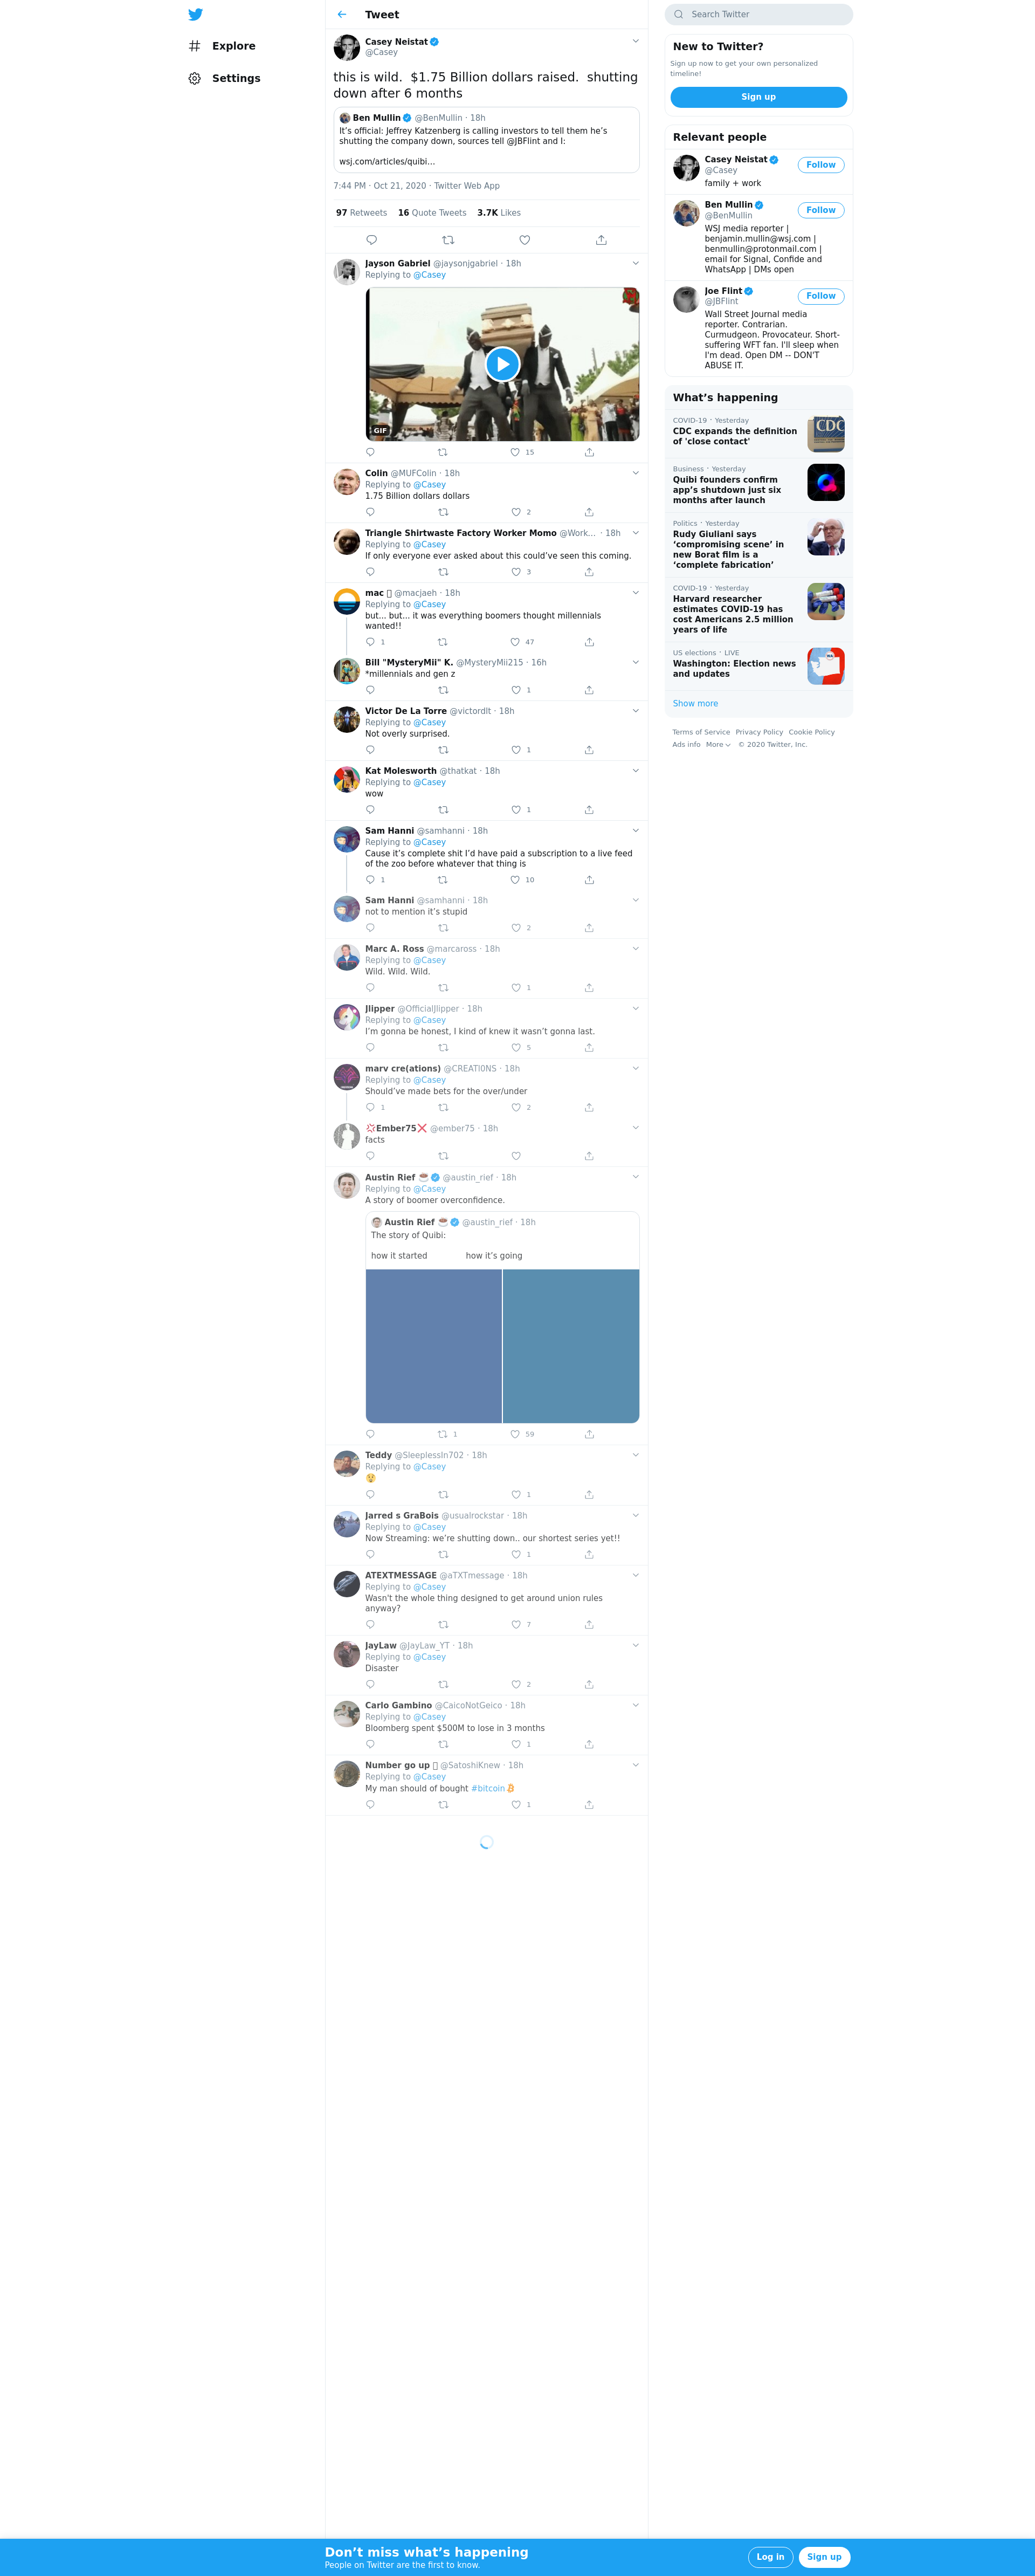 Explore
Settings
Tweet
Casey Neistat
@Casey
this is wild.  $1.75 Billion dollars raised.  shutting
down after 6 months
Ben Mullin @BenMullin · 18h
It’s official: Jeffrey Katzenberg is calling investors to tell them he’s
shutting the company down, sources tell @JBFlint and I:
wsj.com/articles/quibi…
7:44 PM · Oct 21, 2020 · Twitter Web App
97 Retweets 16 Quote Tweets 3.7K Likes
Jayson Gabriel @jaysonjgabriel · 18h
Replying to @Casey
GIF
15
Colin @MUFColin · 18h
Replying to @Casey
1.75 Billion dollars dollars
2
Triangle Shirtwaste Factory Worker Momo @Work… · 18h
Replying to @Casey
If only everyone ever asked about this could’ve seen this coming.
3
mac @macjaeh · 18h
Replying to @Casey
but... but... it was everything boomers thought millennials
wanted!!
1 47
Bill "MysteryMii" K. @MysteryMii215 · 16h
*millennials and gen z
1
Victor De La Torre @victordlt · 18h
Replying to @Casey
Not overly surprised.
1
Kat Molesworth @thatkat · 18h
Replying to @Casey
wow
1
Sam Hanni @samhanni · 18h
Replying to @Casey
Cause it’s complete shit I’d have paid a subscription to a live feed
of the zoo before whatever that thing is
1 10
Sam Hanni @samhanni · 18h
not to mention it’s stupid
2
Marc A. Ross @marcaross · 18h
Replying to @Casey
Wild. Wild. Wild.
1
Jlipper @OfficialJlipper · 18h
Replying to @Casey
I’m gonna be honest, I kind of knew it wasn’t gonna last.
5
marv cre(ations) @CREATI0NS · 18h
Replying to @Casey
Should’ve made bets for the over/under
1 2
💢Ember75❌ @ember75 · 18h
facts
Austin Rief ☕ @austin_rief · 18h
Replying to @Casey
A story of boomer overconfidence.
Austin Rief ☕ @austin_rief · 18h
The story of Quibi:
how it started how it’s going
1 59
Teddy @SleeplessIn702 · 18h
Replying to @Casey
😲
1
Jarred s GraBois @usualrockstar · 18h
Replying to @Casey
Now Streaming: we’re shutting down.. our shortest series yet!!
1
ATEXTMESSAGE @aTXTmessage · 18h
Replying to @Casey
Wasn't the whole thing designed to get around union rules
anyway?
7
JayLaw @JayLaw_YT · 18h
Replying to @Casey
Disaster
2
Carlo Gambino @CaicoNotGeico · 18h
Replying to @Casey
Bloomberg spent $500M to lose in 3 months
1
Number go up @SatoshiKnew · 18h
Replying to @Casey
My man should of bought #bitcoin
1
Search Twitter
New to Twitter?
Sign up now to get your own personalized
timeline!
Sign up
Relevant people
Casey Neistat
@Casey
Follow
family + work
Ben Mullin
@BenMullin
Follow
WSJ media reporter |
benjamin.mullin@wsj.com |
benmullin@protonmail.com |
email for Signal, Confide and
WhatsApp | DMs open
Joe Flint
@JBFlint
Follow
Wall Street Journal media
reporter. Contrarian.
Curmudgeon. Provocateur. Short-
suffering WFT fan. I'll sleep when
I'm dead. Open DM -- DON'T
ABUSE IT.
What’s happening
COVID-19 · Yesterday
CDC expands the definition
of 'close contact'
CDC
Business · Yesterday
Quibi founders confirm
app’s shutdown just six
months after launch
Politics · Yesterday
Rudy Giuliani says
‘compromising scene’ in
new Borat film is a
‘complete fabrication’
COVID-19 · Yesterday
Harvard researcher
estimates COVID-19 has
cost Americans 2.5 million
years of life
US elections · LIVE
Washington: Election news
and updates
WA
Show more
Terms of Service Privacy Policy Cookie Policy
Ads info More © 2020 Twitter, Inc.
Don’t miss what’s happening
People on Twitter are the first to know.
Log in
Sign up